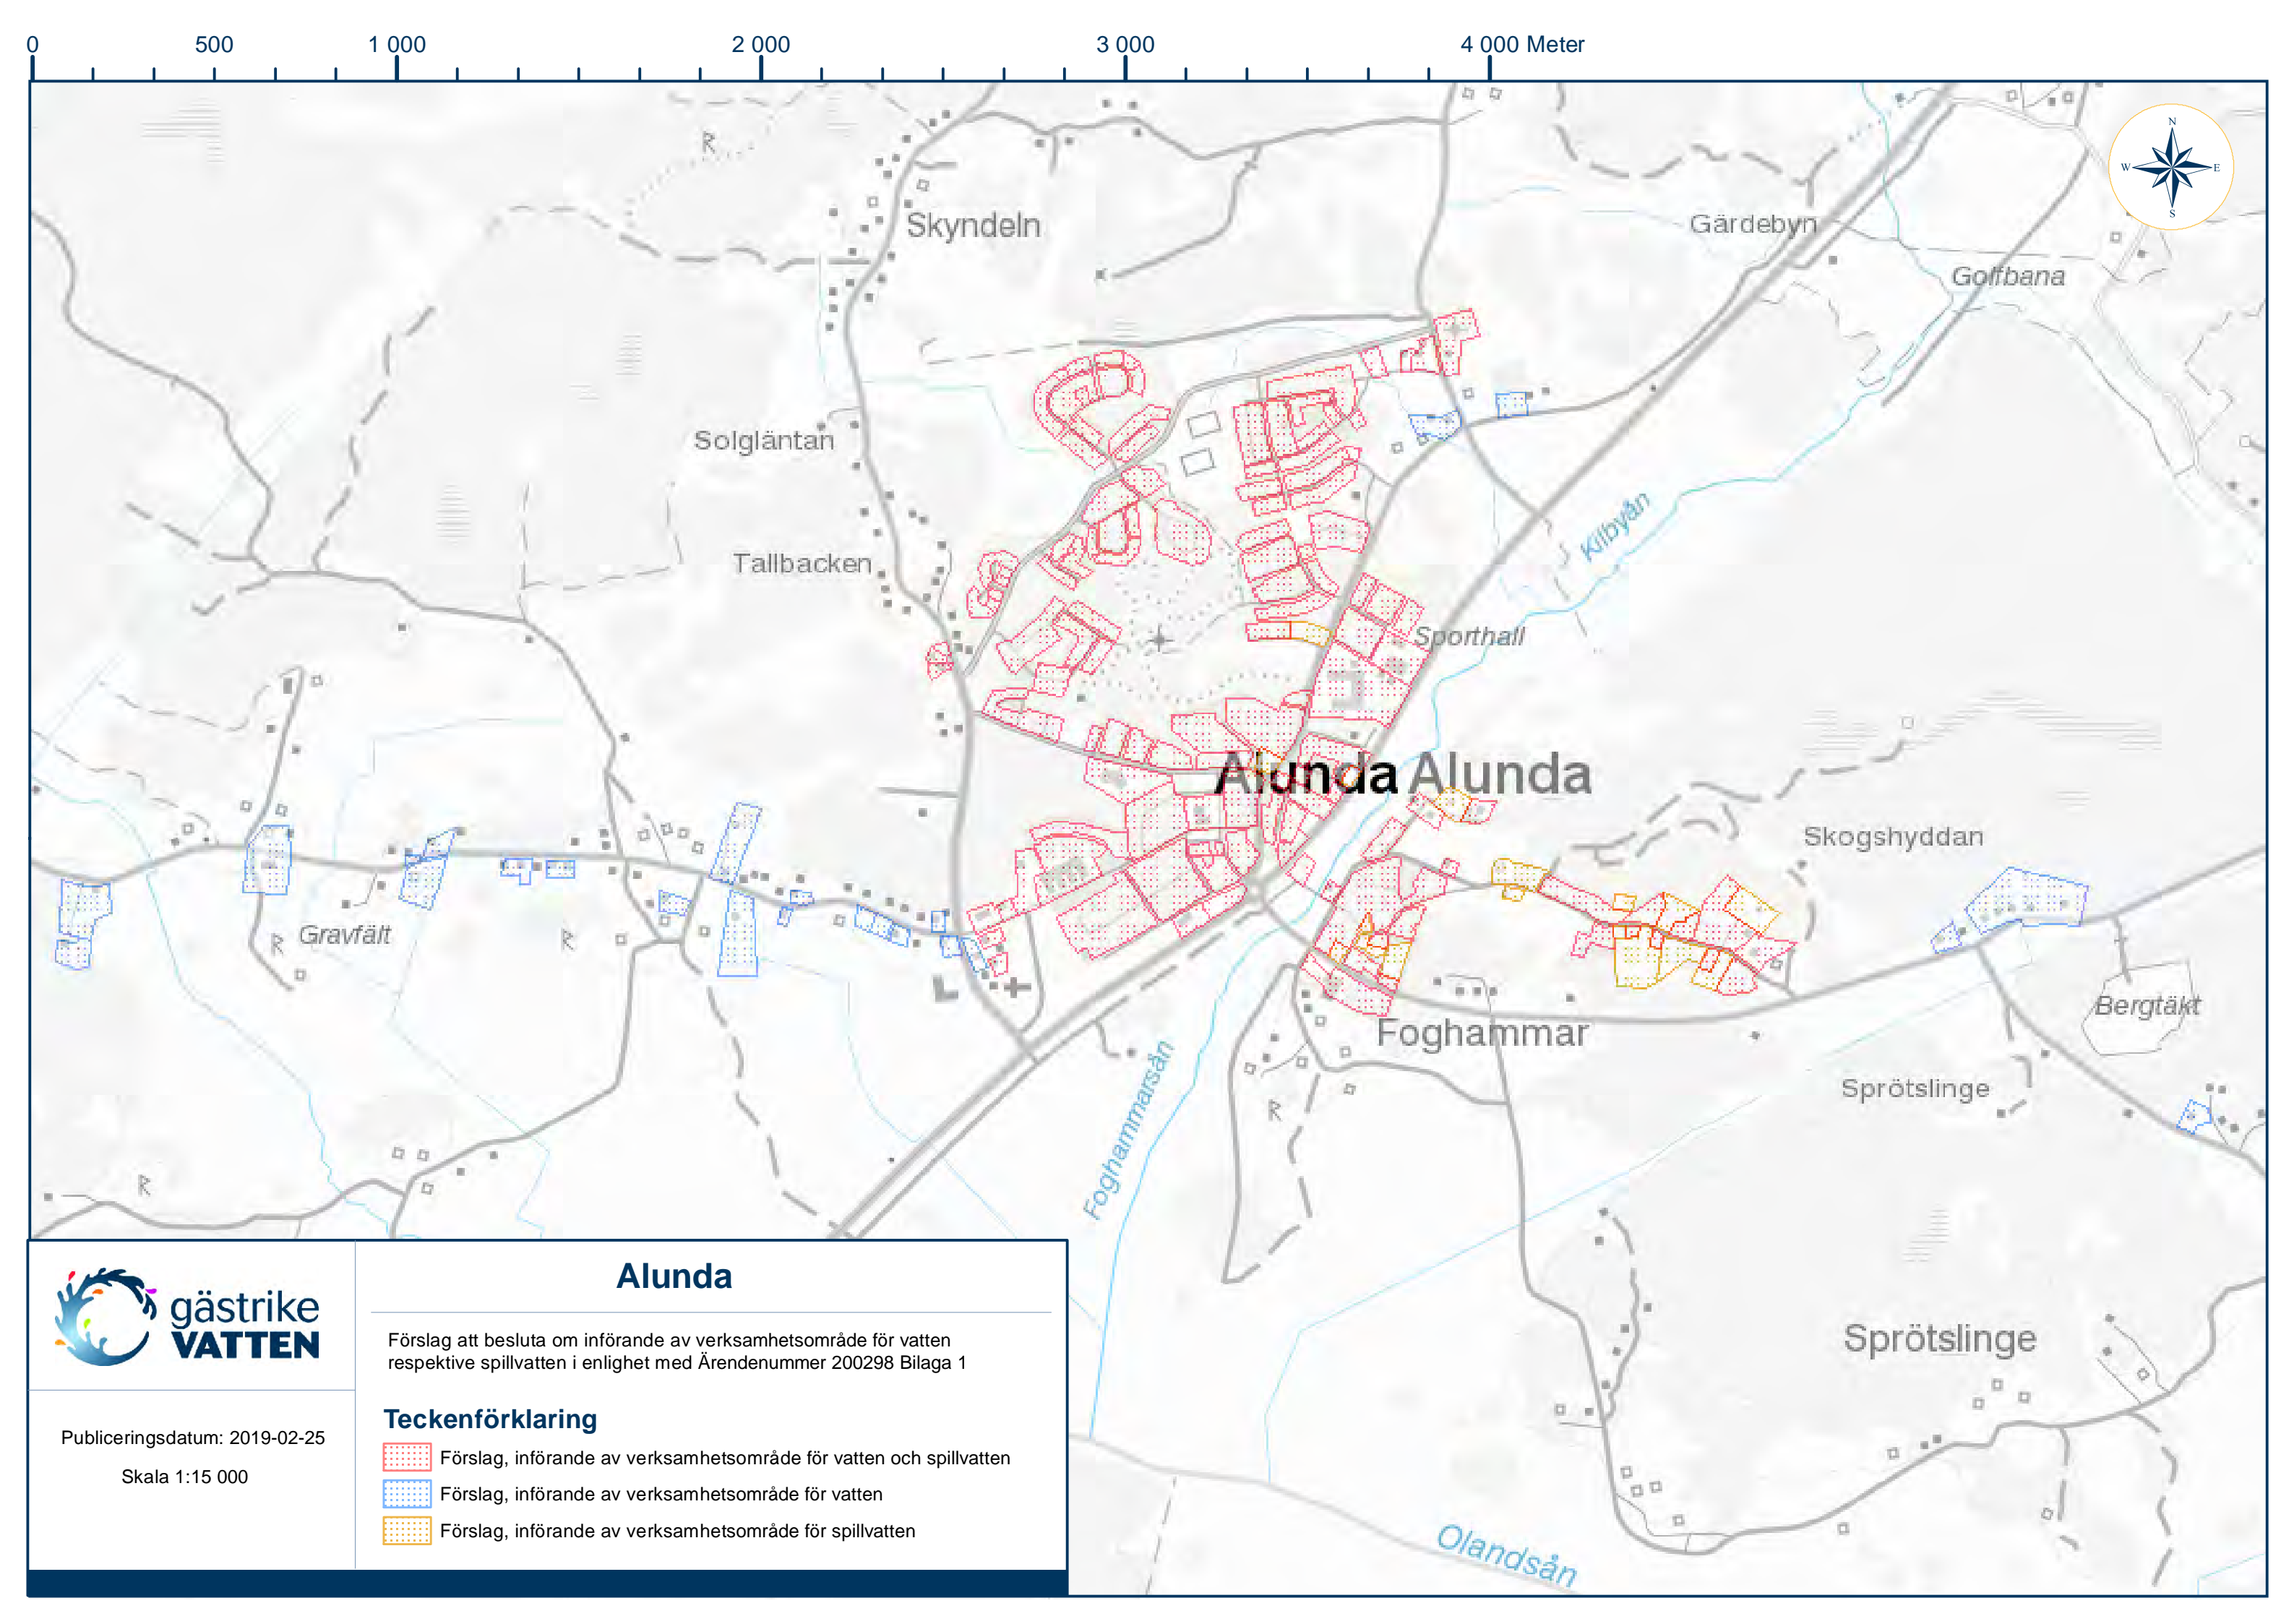 0 500 1 000 2 000 3 000 4 000 Meter
N
W E
S
R
Skyndeln
Gärdebyn
Golfbana
Solgläntan
Kilbyån
Tallbacken
Sporthall
Alunda Alunda
Skogshyddan
Gravfält
R
R
Bergtäkt
Foghammar
Sprötslinge
Foghammarsån
R
R
Sprötslinge
Olandsån
gästrike
VATTEN
Alunda
Förslag att besluta om införande av verksamhetsområde för vatten
respektive spillvatten i enlighet med Ärendenummer 200298 Bilaga 1
Publiceringsdatum: 2019-02-25
Skala 1:15 000
Teckenförklaring
Förslag, införande av verksamhetsområde för vatten och spillvatten
Förslag, införande av verksamhetsområde för vatten
Förslag, införande av verksamhetsområde för spillvatten